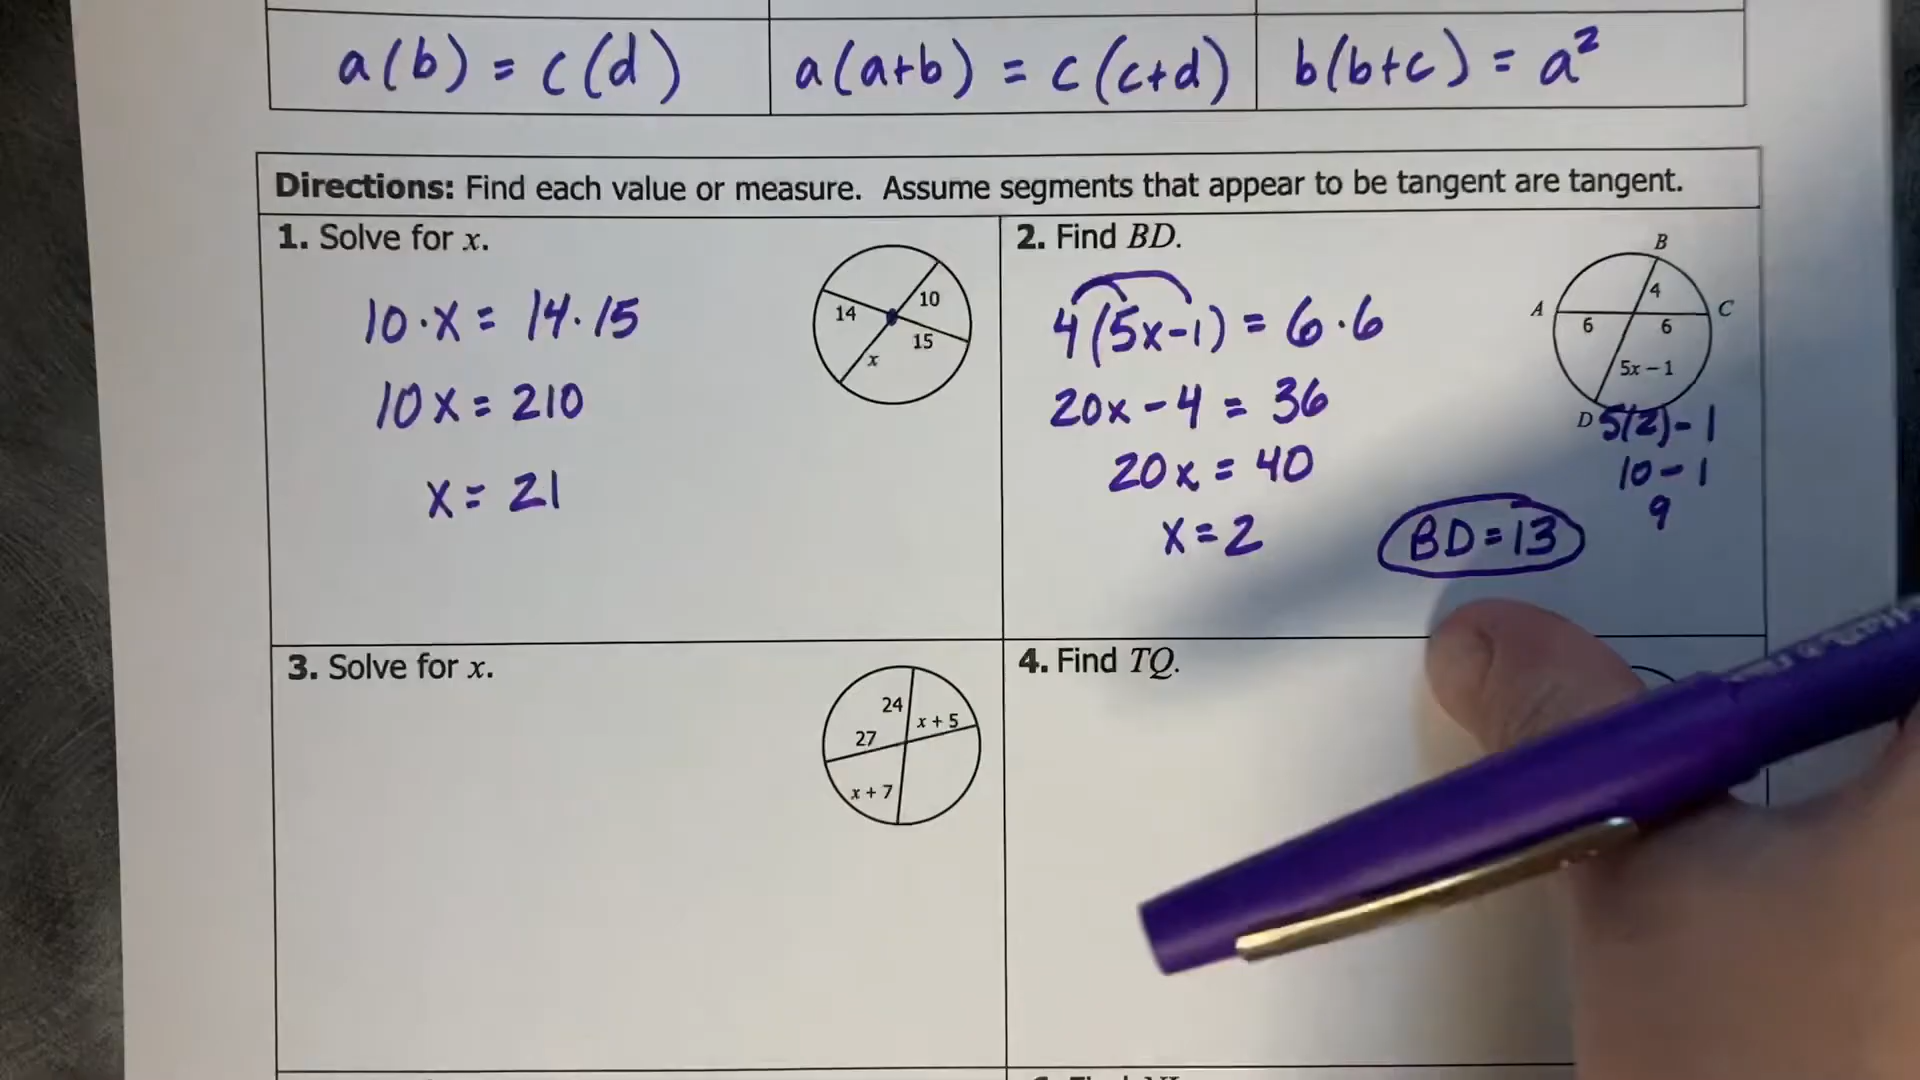 a(b) = c(d)
a(a+b) = c(c+d)
b(b+c) = a²
Directions: Find each value or measure. Assume segments that appear to be tangent are tangent.
1. Solve for x.
10·x = 14·15
10x = 210
x = 21
14
10
15
x
2. Find BD.
4(5x-1) = 6·6
20x - 4 = 36
20x = 40
x = 2
BD = 13
B
4
A
C
6
6
5x – 1
D
5(2)- 1
10 - 1
9
3. Solve for x.
24
x + 5
27
x + 7
4. Find TQ.